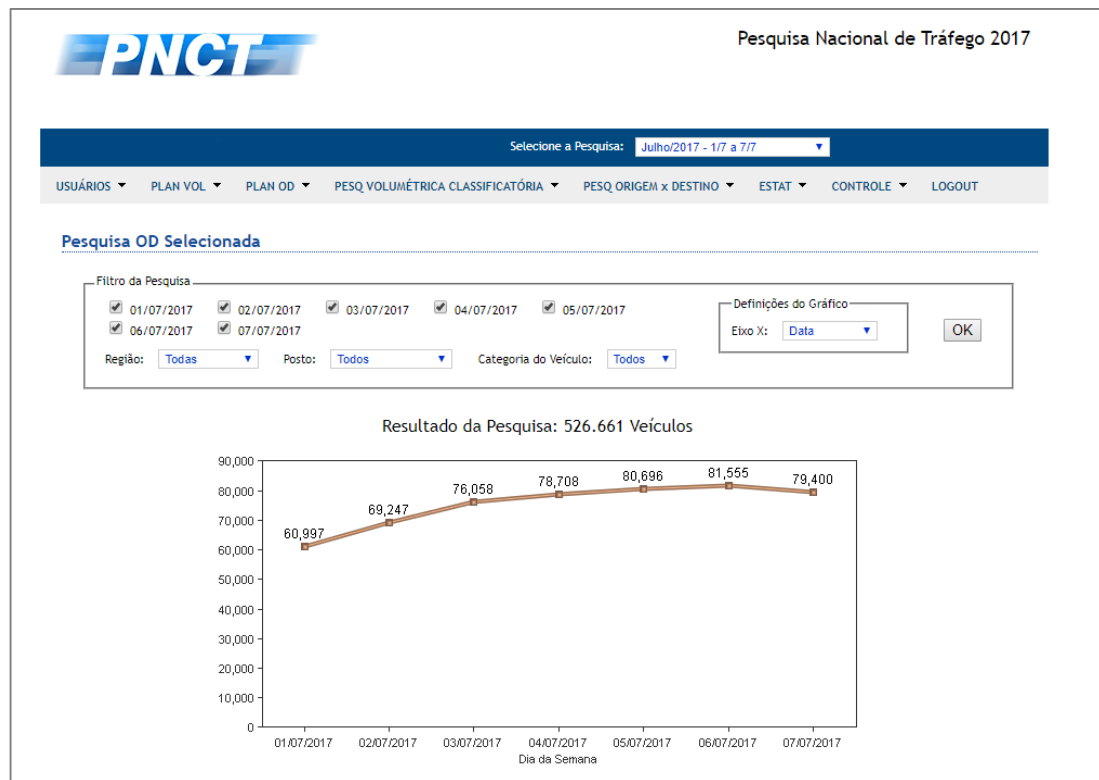 PNCT
Pesquisa Nacional de Tráfego 2017
Selecione a Pesquisa: Julho/2017 - 1/7 a 7/7
USUÁRIOS PLAN VOL PLAN OD PESQ VOLUMÉTRICA CLASSIFICATÓRIA PESQ ORIGEM x DESTINO ESTAT CONTROLE LOGOUT
Pesquisa OD Selecionada
Filtro da Pesquisa
01/07/2017 02/07/2017 03/07/2017 04/07/2017 05/07/2017
06/07/2017 07/07/2017
Definições do Gráfico
Eixo X: Data
OK
Região: Todas Posto: Todos Categoria do Veículo: Todos
Resultado da Pesquisa: 526.661 Veículos
90,000
80,000
70,000
60,000
50,000
40,000
30,000
20,000
10,000
0
60,997
69,247
76,058
78,708
80,696
81,555
79,400
01/07/2017 02/07/2017 03/07/2017 04/07/2017 05/07/2017 06/07/2017 07/07/2017
Dia da Semana